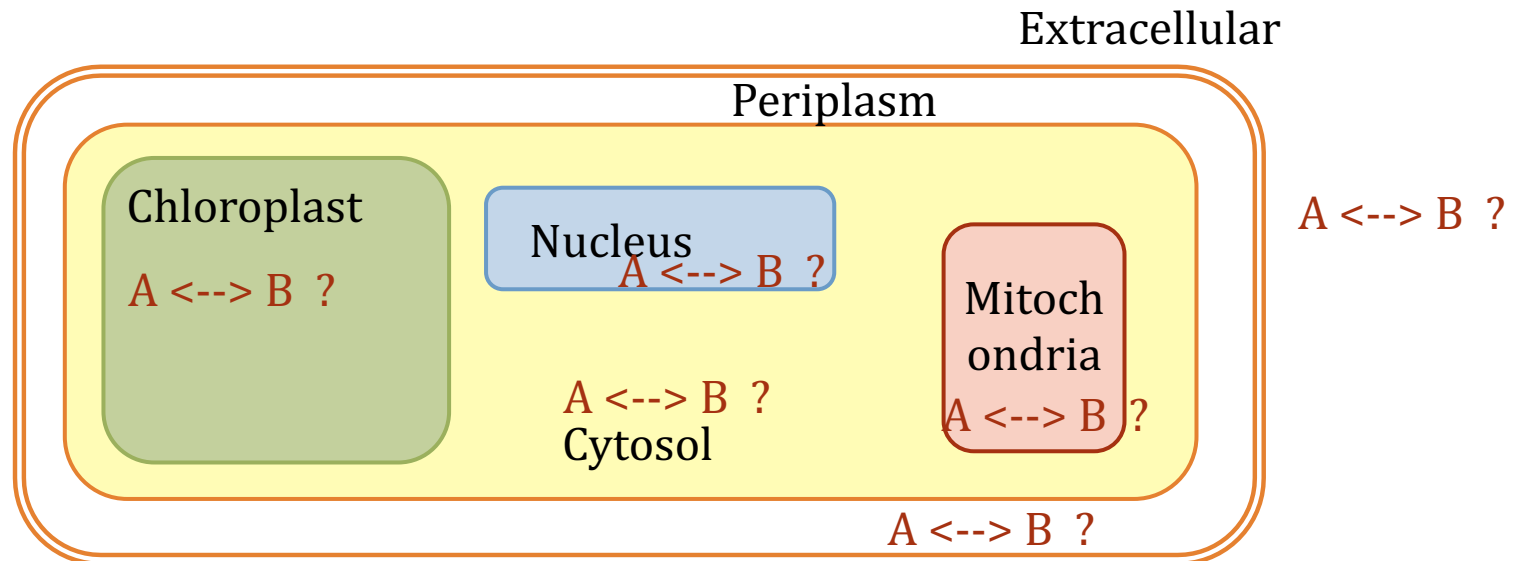 Extracellular
Periplasm
Chloroplast
A <--> B ?
Nucleus
A <--> B ?
Mitoch
ondria
A <--> B ?
A <--> B ?
Cytosol
A <--> B ?
A <--> B ?